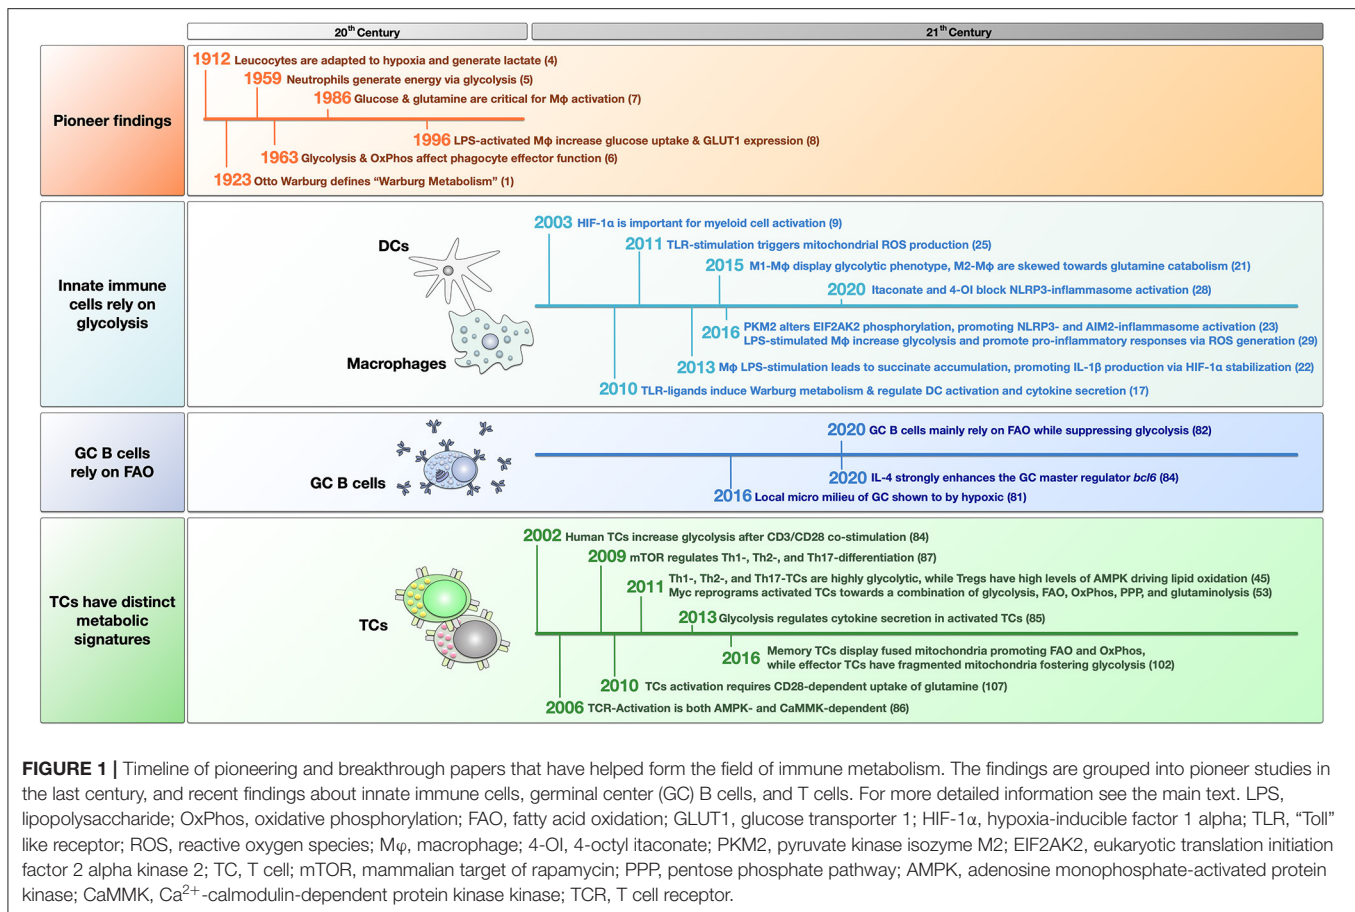 20th Century
21th Century
Pioneer findings
1912 Leucocytes are adapted to hypoxia and generate lactate (4)
1959 Neutrophils generate energy via glycolysis (5)
1986 Glucose & glutamine are critical for Mϕ activation (7)
1996 LPS-activated Mϕ increase glucose uptake & GLUT1 expression (8)
1963 Glycolysis & OxPhos affect phagocyte effector function (6)
1923 Otto Warburg defines “Warburg Metabolism” (1)
Innate immune
cells rely on
glycolysis
DCs
Macrophages
2003 HIF-1α is important for myeloid cell activation (9)
2011 TLR-stimulation triggers mitochondrial ROS production (25)
2015 M1-Mϕ display glycolytic phenotype, M2-Mϕ are skewed towards glutamine catabolism (21)
2020 Itaconate and 4-OI block NLRP3-inflammasome activation (28)
2016 PKM2 alters EIF2AK2 phosphorylation, promoting NLRP3- and AIM2-inflammasome activation (23)
LPS-stimulated Mϕ increase glycolysis and promote pro-inflammatory responses via ROS generation (29)
2013 Mϕ LPS-stimulation leads to succinate accumulation, promoting IL-1β production via HIF-1α stabilization (22)
2010 TLR-ligands induce Warburg metabolism & regulate DC activation and cytokine secretion (17)
GC B cells
rely on FAO
GC B cells
2020 GC B cells mainly rely on FAO while suppressing glycolysis (82)
2020 IL-4 strongly enhances the GC master regulator bcl6 (84)
2016 Local micro milieu of GC shown to by hypoxic (81)
TCs have distinct
metabolic
signatures
TCs
2002 Human TCs increase glycolysis after CD3/CD28 co-stimulation (84)
2009 mTOR regulates Th1-, Th2-, and Th17-differentiation (87)
2011 Th1-, Th2-, and Th17-TCs are highly glycolytic, while Tregs have high levels of AMPK driving lipid oxidation (45)
Myc reprograms activated TCs towards a combination of glycolysis, FAO, OxPhos, PPP, and glutaminolysis (53)
2013 Glycolysis regulates cytokine secretion in activated TCs (85)
2016 Memory TCs display fused mitochondria promoting FAO and OxPhos,
while effector TCs have fragmented mitochondria fostering glycolysis (102)
2010 TCs activation requires CD28-dependent uptake of glutamine (107)
2006 TCR-Activation is both AMPK- and CaMMK-dependent (86)
FIGURE 1 | Timeline of pioneering and breakthrough papers that have helped form the field of immune metabolism. The findings are grouped into pioneer studies in
the last century, and recent findings about innate immune cells, germinal center (GC) B cells, and T cells. For more detailed information see the main text. LPS,
lipopolysaccharide; OxPhos, oxidative phosphorylation; FAO, fatty acid oxidation; GLUT1, glucose transporter 1; HIF-1α, hypoxia-inducible factor 1 alpha; TLR, “Toll”
like receptor; ROS, reactive oxygen species; Mφ, macrophage; 4-OI, 4-octyl itaconate; PKM2, pyruvate kinase isozyme M2; EIF2AK2, eukaryotic translation initiation
factor 2 alpha kinase 2; TC, T cell; mTOR, mammalian target of rapamycin; PPP, pentose phosphate pathway; AMPK, adenosine monophosphate-activated protein
kinase; CaMMK, Ca2+-calmodulin-dependent protein kinase kinase; TCR, T cell receptor.